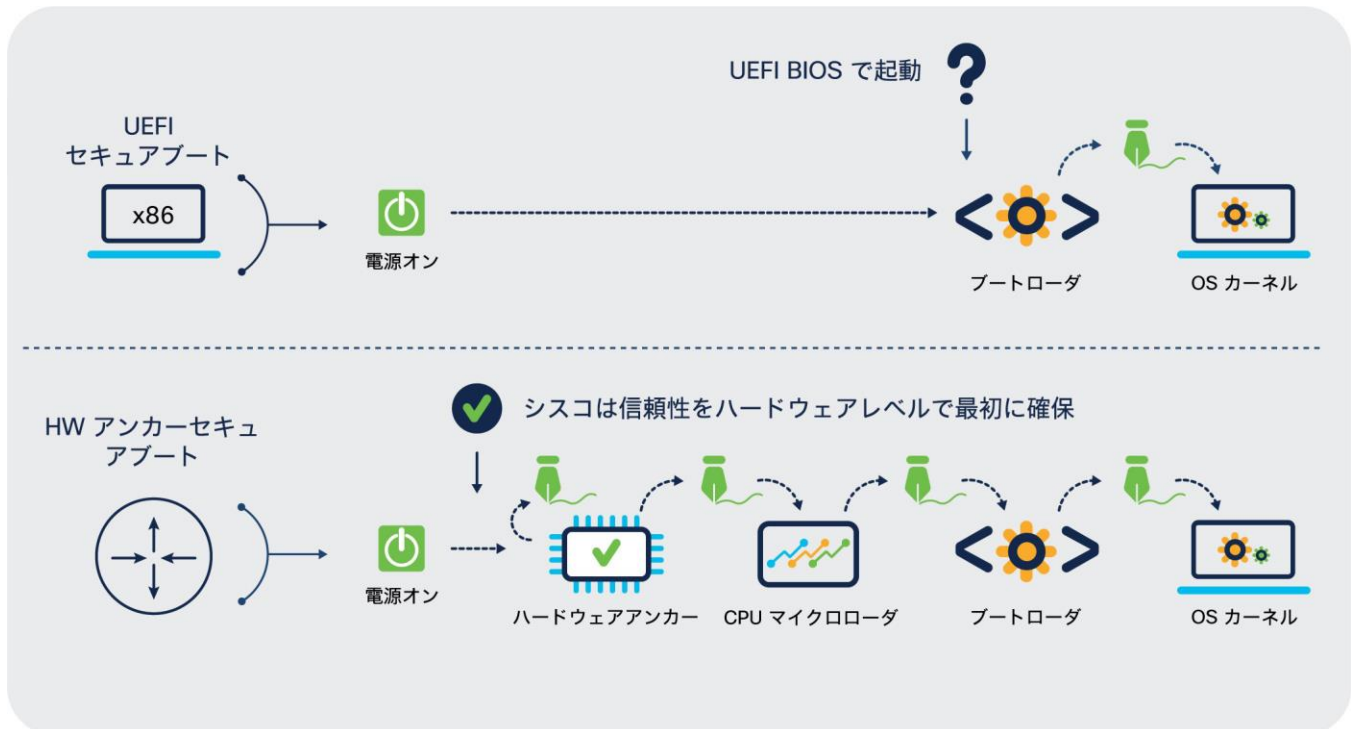 UEFI BIOS で起動
?
UEFI
セキュアブート
x86
電源オン
ブートローダ
OS カーネル
シスコは信頼性をハードウェアレベルで最初に確保
HW アンカーセキュ
アブート
電源オン
ハードウェアアンカー
CPU マイクロローダ
ブートローダ
OS カーネル